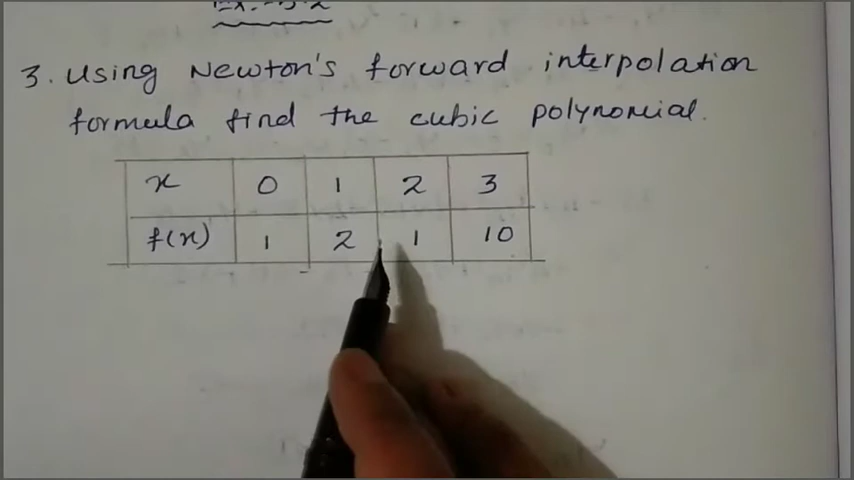 3. Using Newton's forward interpolation
formula find the cubic polynomial.
x 0 1 2 3
f(x) 1 2 1 10